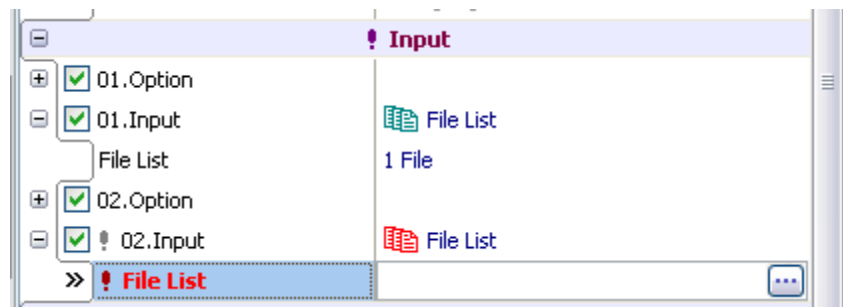 Input
01.Option
01.Input File List
File List 1 File
02.Option
02.Input File List
File List